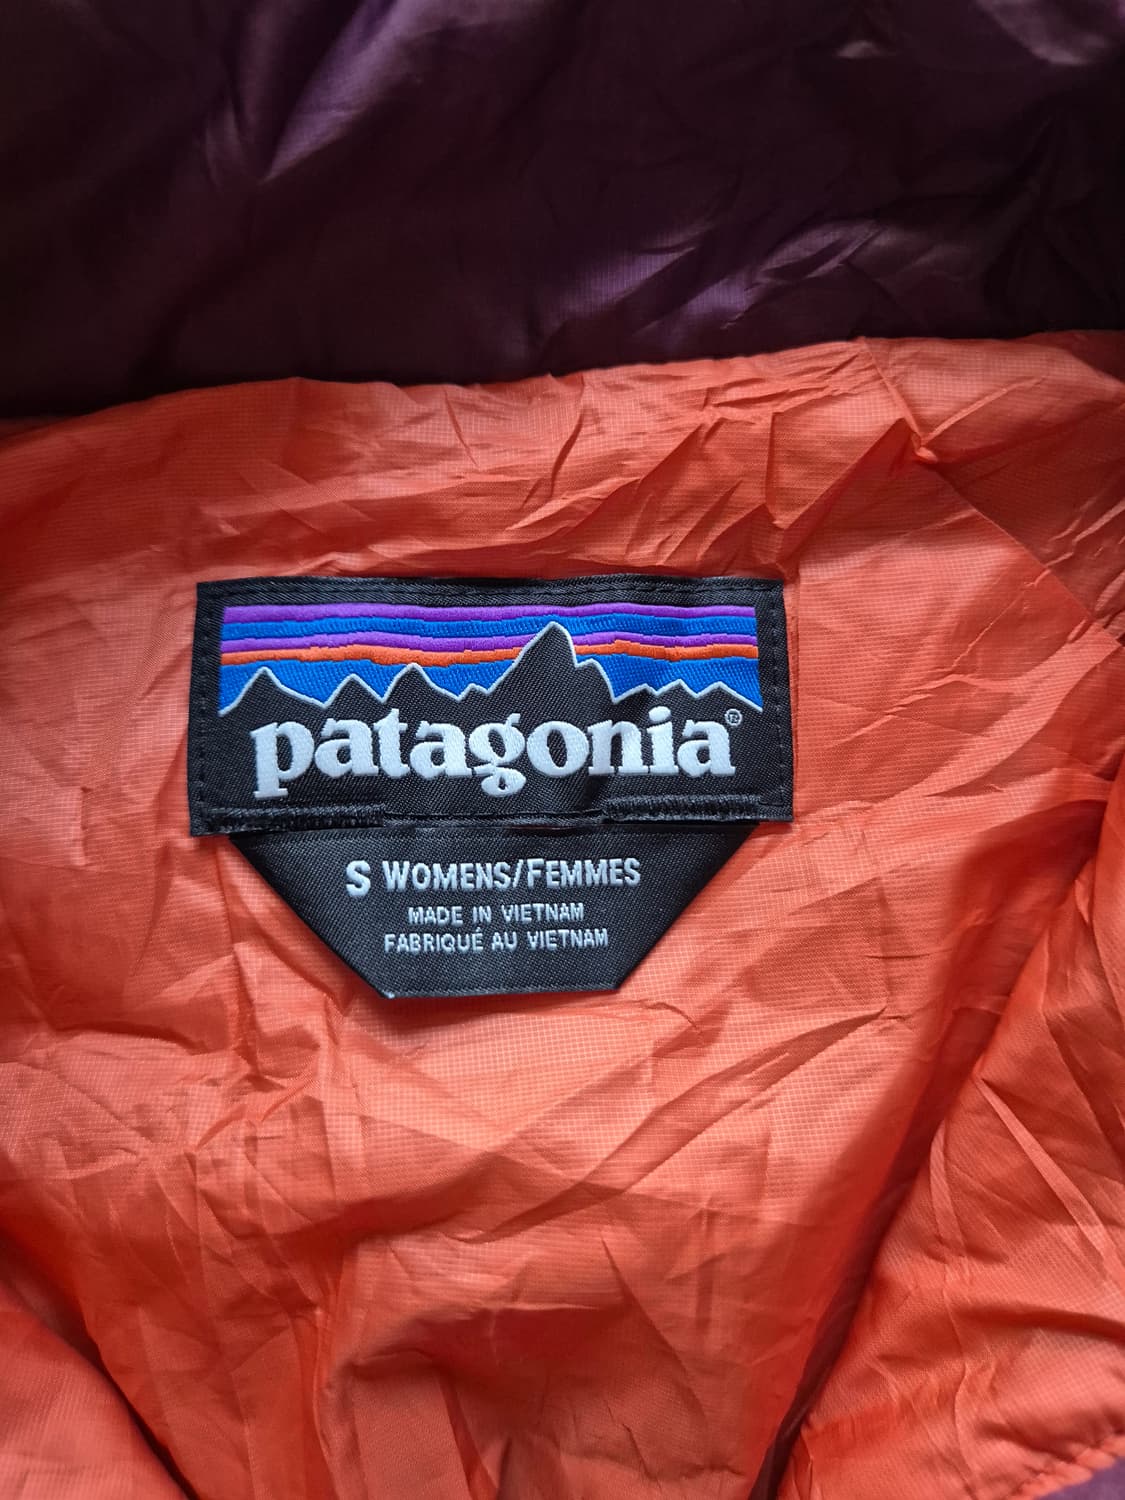 patagonia®
S WOMENS/FEMMES
MADE IN VIETNAM
FABRIQUÉ AU VIETNAM